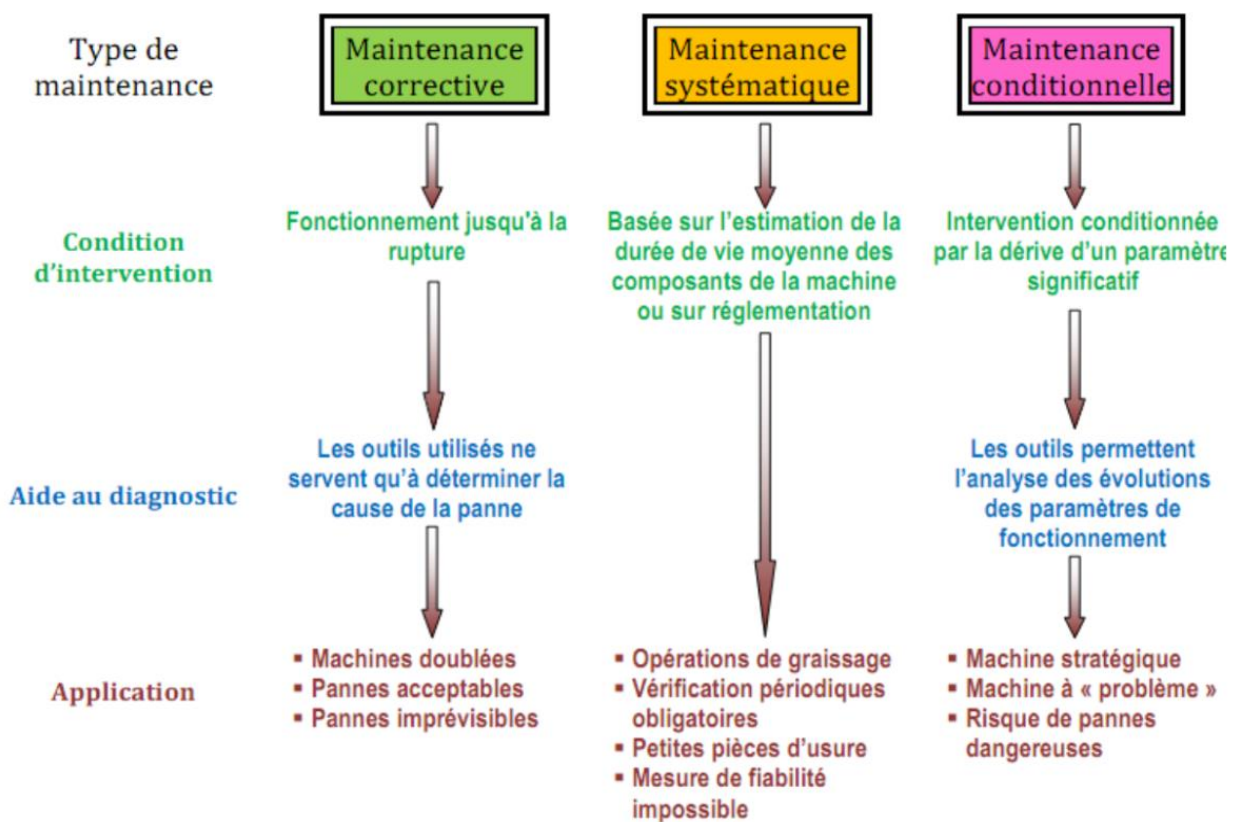 Type de
maintenance
Maintenance
corrective
Maintenance
systématique
Maintenance
conditionnelle
Condition
d'intervention
Fonctionnement jusqu'à la
rupture
Basée sur l'estimation de la
durée de vie moyenne des
composants de la machine
ou sur réglementation
Intervention conditionnée
par la dérive d'un paramètre
significatif
Aide au diagnostic
Les outils utilisés ne
servent qu'à déterminer la
cause de la panne
Les outils permettent
l'analyse des évolutions
des paramètres de
fonctionnement
Application
▪ Machines doublées
▪ Pannes acceptables
▪ Pannes imprévisibles
▪ Opérations de graissage
▪ Vérification périodiques
obligatoires
▪ Petites pièces d'usure
▪ Mesure de fiabilité
impossible
▪ Machine stratégique
▪ Machine à « problème »
▪ Risque de pannes
dangereuses